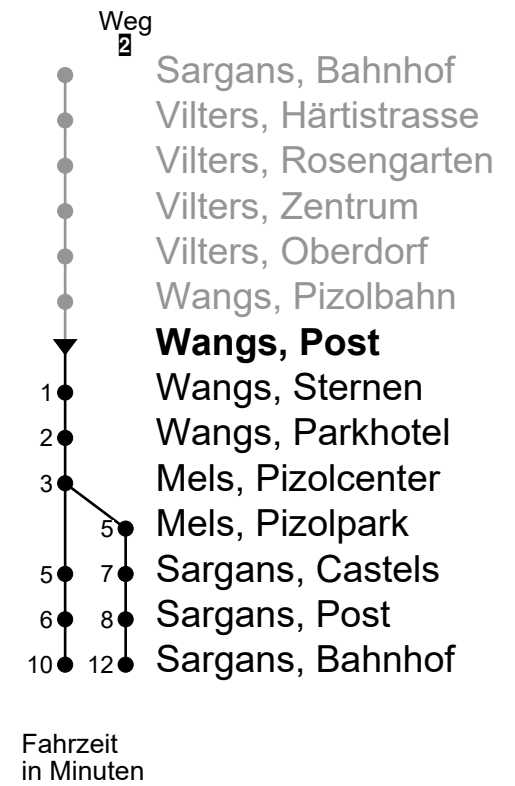 Weg
2
Sargans, Bahnhof
Vilters, Härtistrasse
Vilters, Rosengarten
Vilters, Zentrum
Vilters, Oberdorf
Wangs, Pizolbahn
Wangs, Post
1 Wangs, Sternen
2 Wangs, Parkhotel
3 Mels, Pizolcenter
5 Mels, Pizolpark
5 7 Sargans, Castels
6 8 Sargans, Post
10 12 Sargans, Bahnhof
Fahrzeit
in Minuten